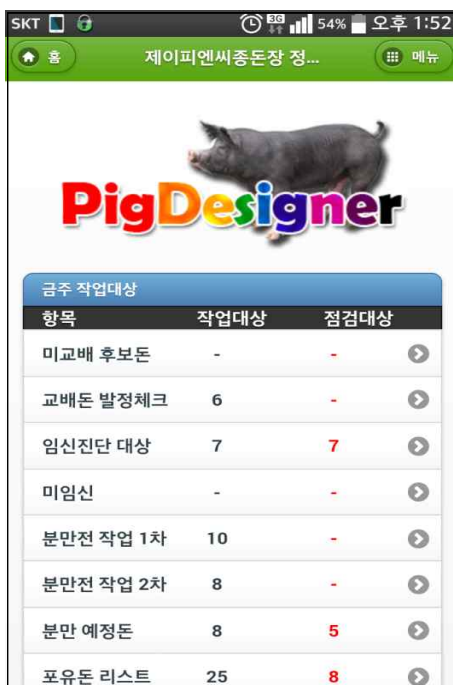 SKT 3G 54% 오후 1:52
홈 제이피엔씨종돈장 정... 메뉴
PigDesigner
금주 작업대상
항목 작업대상 점검대상
미교배 후보돈 - -
교배돈 발정체크 6 -
임신진단 대상 7 7
미임신 - -
분만전 작업 1차 10 -
분만전 작업 2차 8 -
분만 예정돈 8 5
포유돈 리스트 25 8